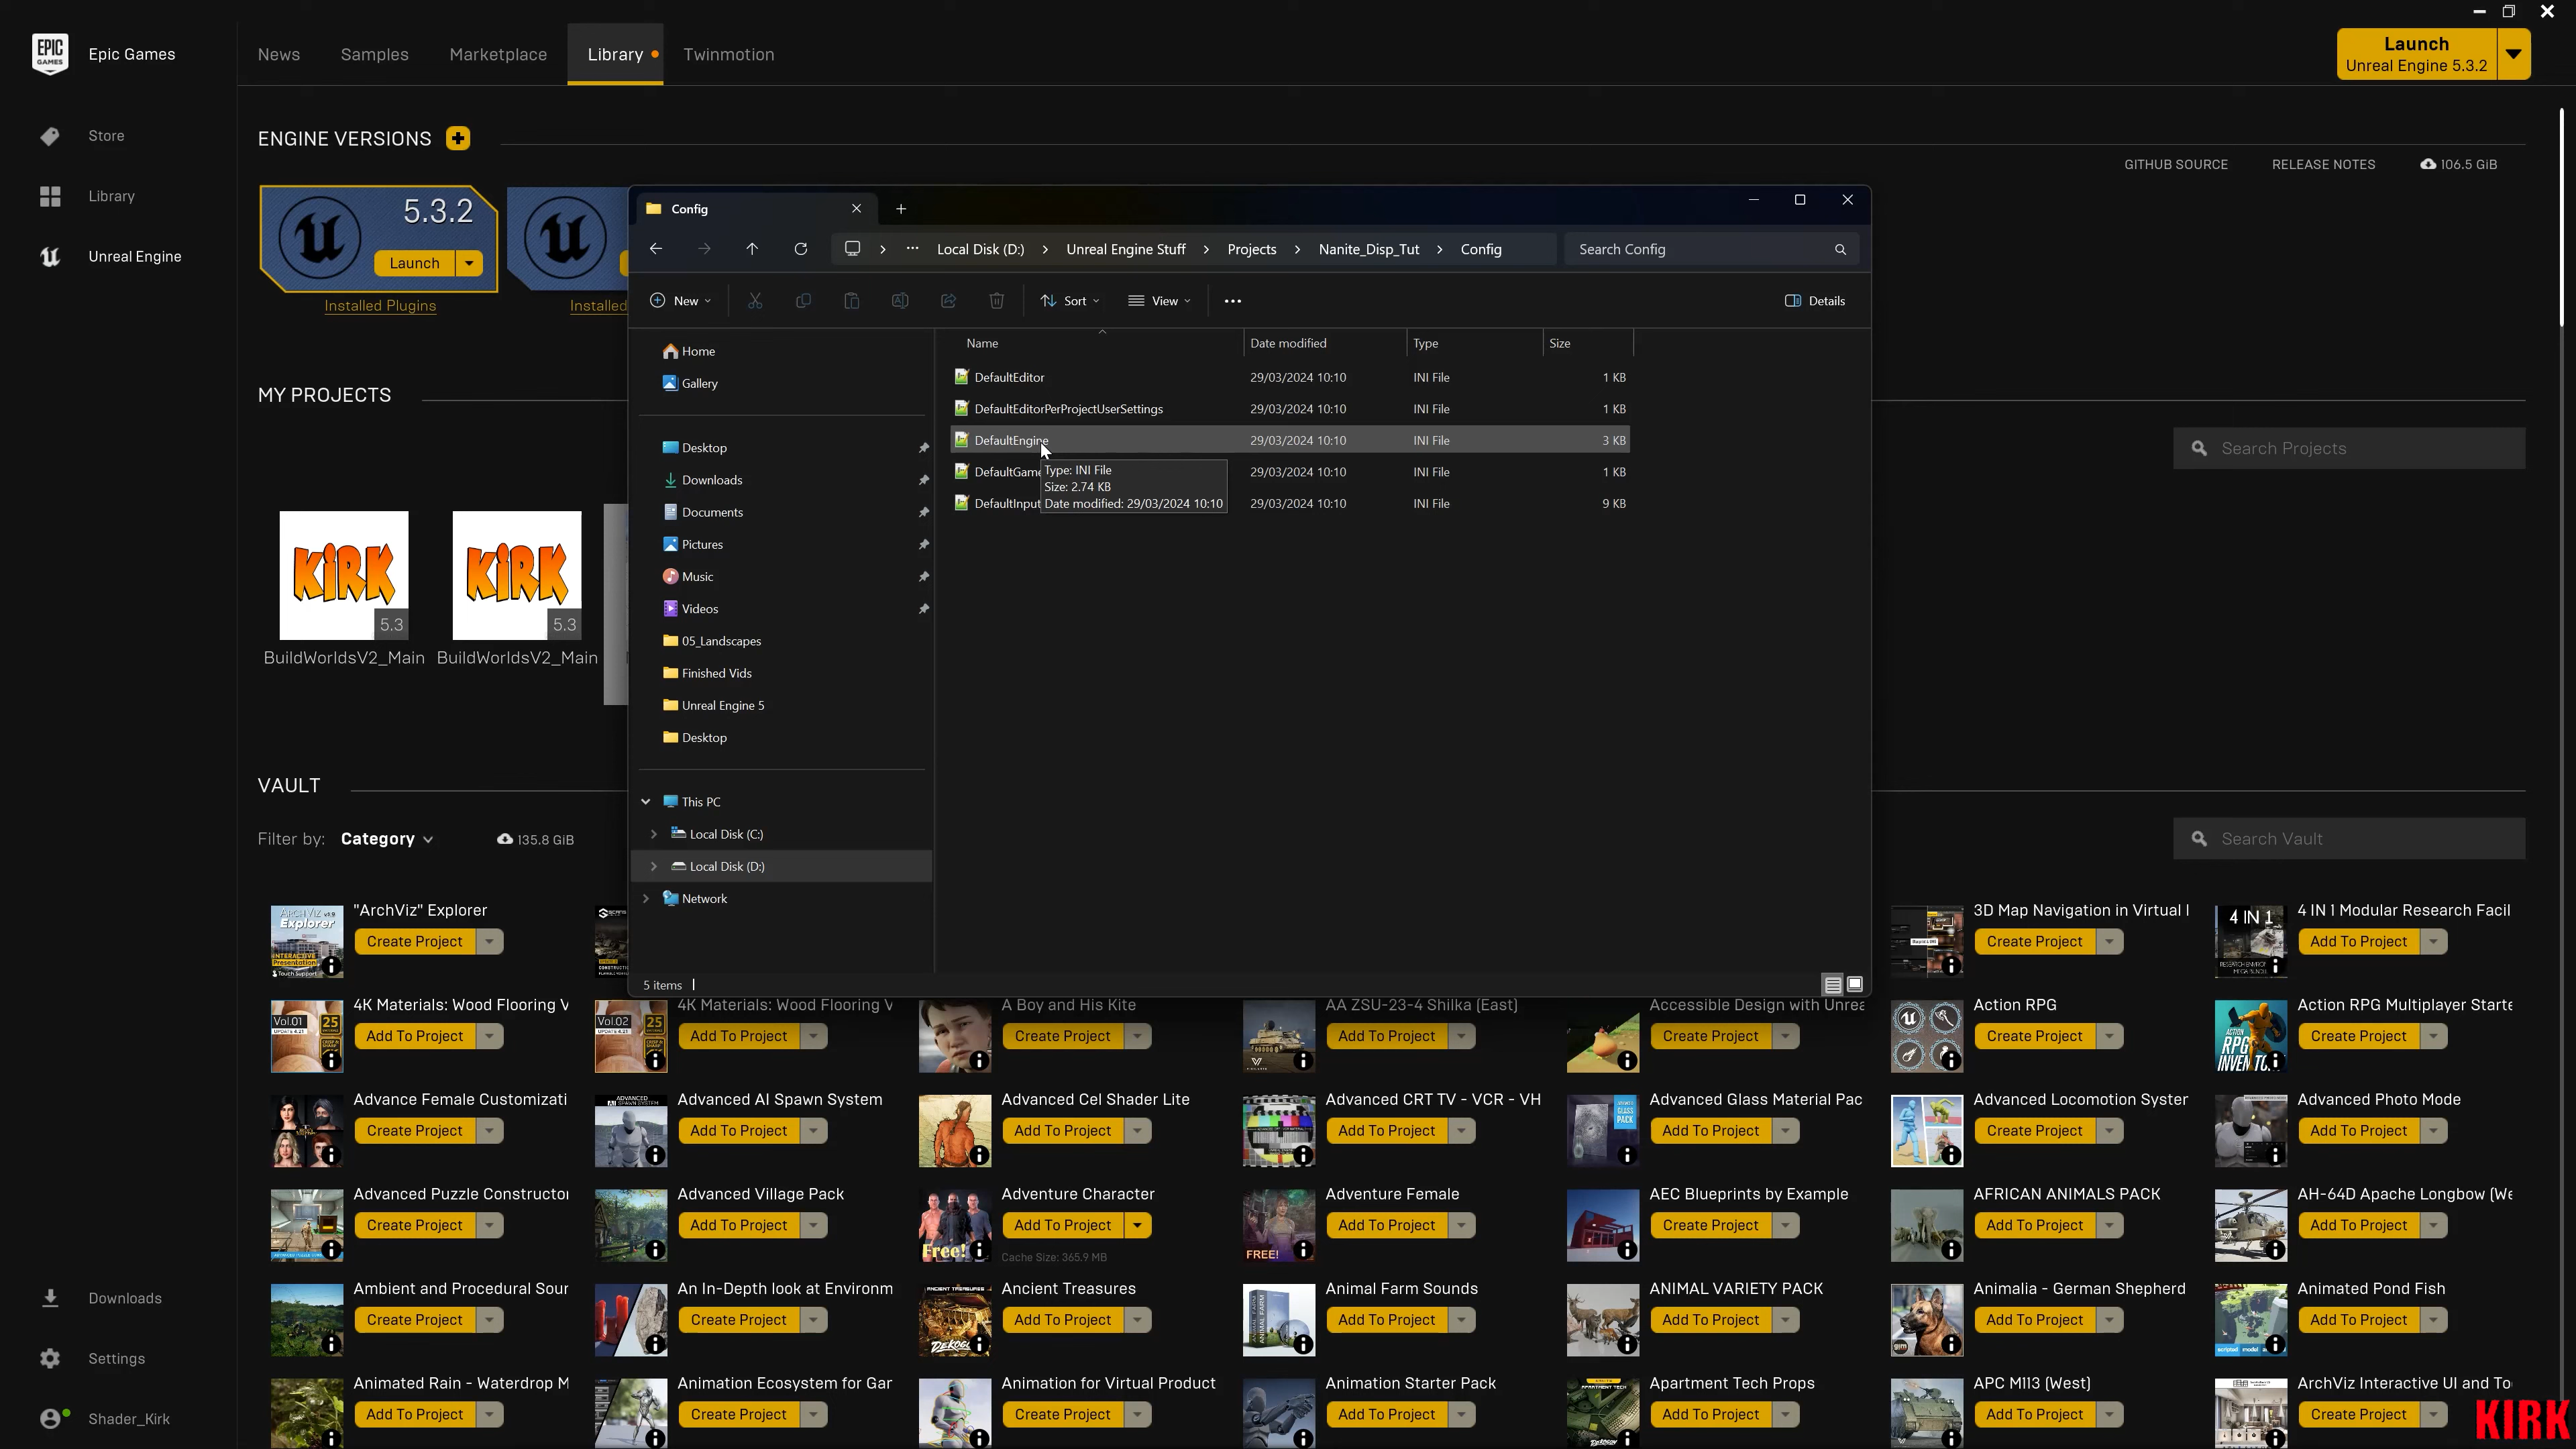 EPIC GAMES
Epic Games
News
Samples
Marketplace
Library
Twinmotion
Launch
Unreal Engine 5.3.2
Store
Library
Unreal Engine
ENGINE VERSIONS
GITHUB SOURCE
RELEASE NOTES
106.5 GiB
5.3.2
Launch
Installed Plugins
Installed
Config
Local Disk (D:)
Unreal Engine Stuff
Projects
Nanite_Disp_Tut
Config
Search Config
New
Sort
View
Details
Home
Gallery
Desktop
Downloads
Documents
Pictures
Music
Videos
05_Landscapes
Finished Vids
Unreal Engine 5
Desktop
This PC
Local Disk (C:)
Local Disk (D:)
Network
Name
Date modified
Type
Size
DefaultEditor
29/03/2024 10:10
INI File
1 KB
DefaultEditorPerProjectUserSettings
29/03/2024 10:10
INI File
1 KB
DefaultEngine
29/03/2024 10:10
INI File
3 KB
DefaultGame
29/03/2024 10:10
INI File
1 KB
DefaultInput
29/03/2024 10:10
INI File
9 KB
Type: INI File
Size: 2.74 KB
Date modified: 29/03/2024 10:10
5 items
MY PROJECTS
Search Projects
KiRK
5.3
BuildWorldsV2_Main
KiRK
5.3
BuildWorldsV2_Main
VAULT
Filter by:
Category
135.8 GiB
Search Vault
"ArchViz" Explorer
Create Project
3D Map Navigation in Virtual
Create Project
4 IN 1
4 IN 1 Modular Research Facil
Add To Project
4K Materials: Wood Flooring V
Add To Project
4K Materials: Wood Flooring V
Add To Project
A Boy and His Kite
Create Project
AA ZSU-23-4 Shilka (East)
Add To Project
Accessible Design with Unrea
Create Project
Action RPG
Create Project
Action RPG Multiplayer Starte
Create Project
Advance Female Customizati
Create Project
Advanced AI Spawn System
Add To Project
Advanced Cel Shader Lite
Add To Project
Advanced CRT TV - VCR - VH
Add To Project
Advanced Glass Material Pac
Add To Project
Advanced Locomotion Syster
Create Project
Advanced Photo Mode
Add To Project
Advanced Puzzle Constructor
Create Project
Advanced Village Pack
Add To Project
Free!
Adventure Character
Add To Project
Cache Size: 365.9 MB
FREE!
Adventure Female
Add To Project
AEC Blueprints by Example
Create Project
AFRICAN ANIMALS PACK
Add To Project
AH-64D Apache Longbow (We
Add To Project
Ambient and Procedural Sour
Create Project
An In-Depth look at Environm
Create Project
Ancient Treasures
Add To Project
Animal Farm Sounds
Add To Project
ANIMAL VARIETY PACK
Add To Project
Animalia - German Shepherd
Add To Project
Animated Pond Fish
Add To Project
Animated Rain - Waterdrop M
Add To Project
Animation Ecosystem for Gar
Create Project
Animation for Virtual Product
Create Project
Animation Starter Pack
Add To Project
Apartment Tech Props
Add To Project
APC M113 (West)
Add To Project
ArchViz Interactive UI and To
Create Project
Downloads
Settings
Shader_Kirk
KIRK